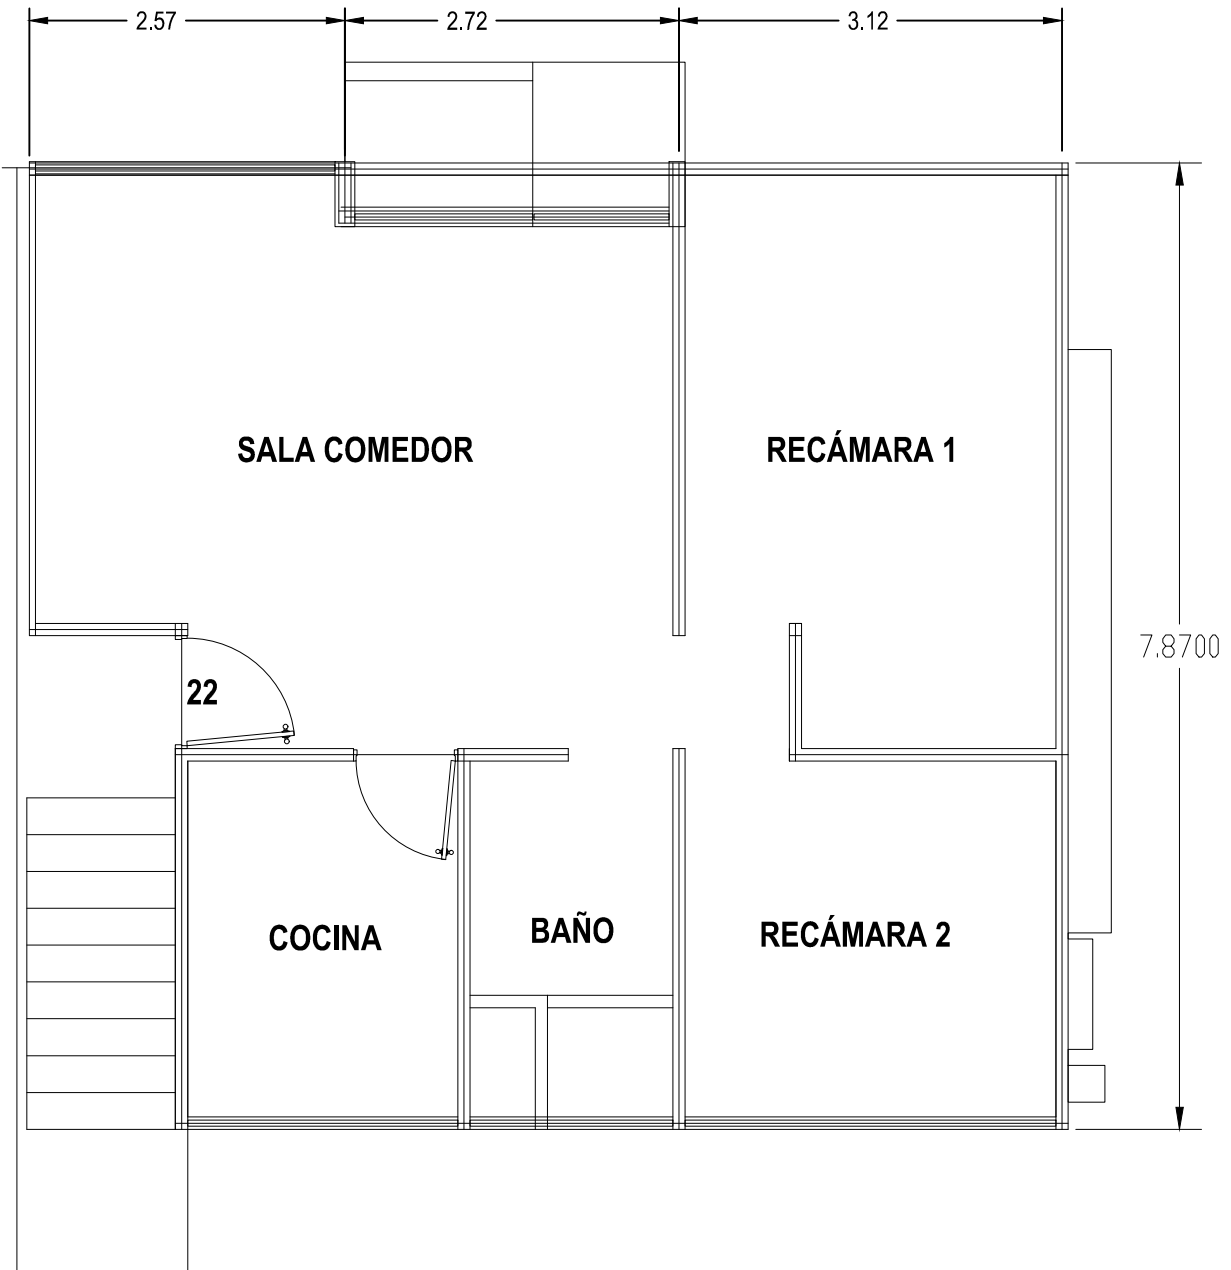 2.57
2.72
3.12
SALA COMEDOR
RECÁMARA 1
7.8700
22
COCINA
BAÑO
RECÁMARA 2